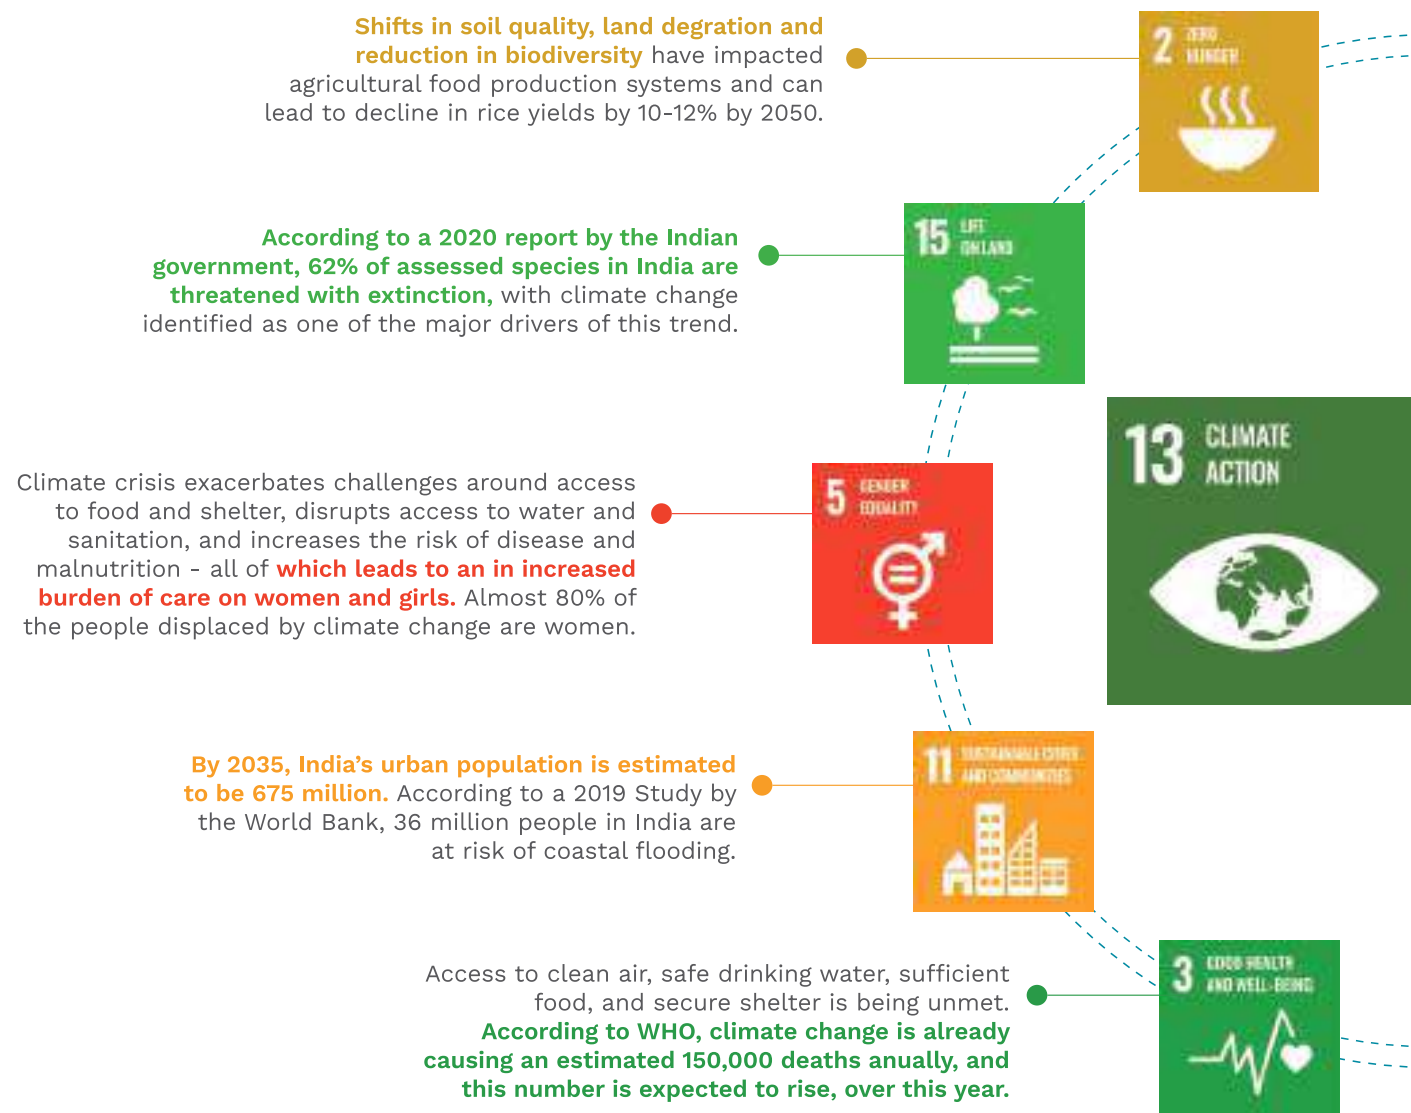 Shifts in soil quality, land degration and
reduction in biodiversity have impacted
agricultural food production systems and can
lead to decline in rice yields by 10-12% by 2050.
2 ZERO
HUNGER
According to a 2020 report by the Indian
government, 62% of assessed species in India are
threatened with extinction, with climate change
identified as one of the major drivers of this trend.
15 LIFE
ON LAND
13 CLIMATE
ACTION
Climate crisis exacerbates challenges around access
to food and shelter, disrupts access to water and
sanitation, and increases the risk of disease and
malnutrition - all of which leads to an in increased
burden of care on women and girls. Almost 80% of
the people displaced by climate change are women.
5 GENDER
EQUALITY
By 2035, India’s urban population is estimated
to be 675 million. According to a 2019 Study by
the World Bank, 36 million people in India are
at risk of coastal flooding.
11 SUSTAINABLE CITIES
AND COMMUNITIES
Access to clean air, safe drinking water, sufficient
food, and secure shelter is being unmet.
According to WHO, climate change is already
causing an estimated 150,000 deaths anually, and
this number is expected to rise, over this year.
3 GOOD HEALTH
AND WELL-BEING